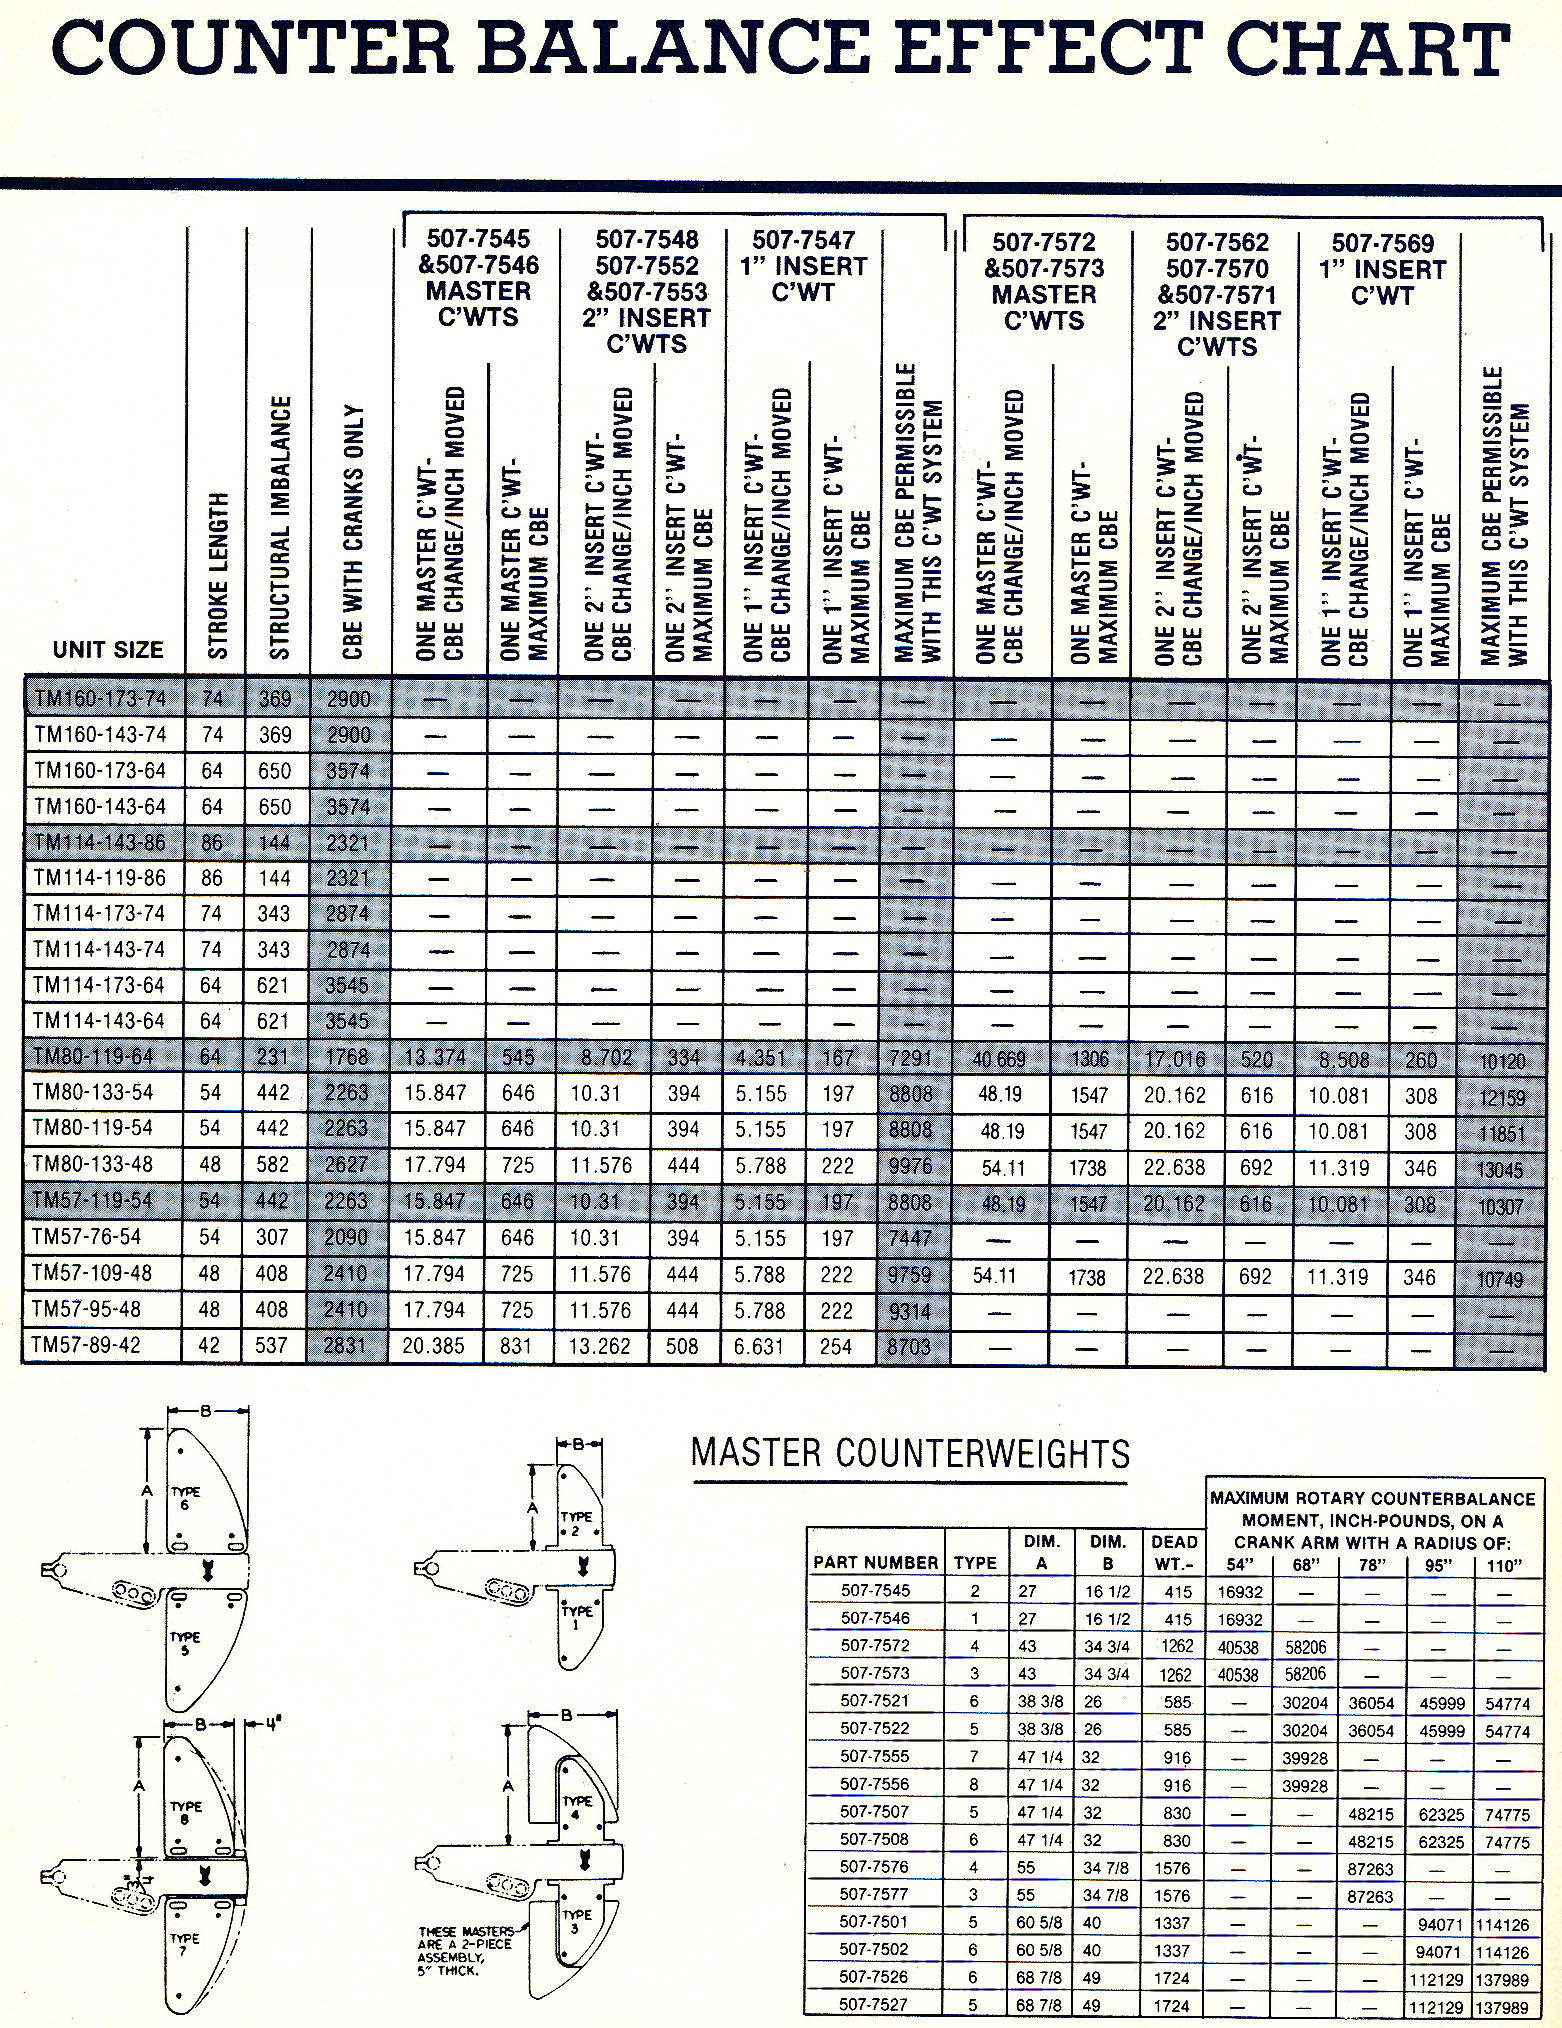 COUNTER BALANCE EFFECT CHART
507-7545
&507-7546
MASTER
C'WTS
507-7548
507-7552
&507-7553
2" INSERT
C'WTS
507-7547
1" INSERT
C'WT
507-7572
&507-7573
MASTER
C'WTS
507-7562
507-7570
&507-7571
2" INSERT
C'WTS
507-7569
1" INSERT
C'WT
UNIT SIZE
STROKE LENGTH
STRUCTURAL IMBALANCE
CBE WITH CRANKS ONLY
ONE MASTER C'WT-
CBE CHANGE/INCH MOVED
ONE MASTER C'WT-
MAXIMUM CBE
ONE 2'' INSERT C'WT-
CBE CHANGE/INCH MOVED
ONE 2'' INSERT C'WT-
MAXIMUM CBE
ONE 1'' INSERT C'WT-
CBE CHANGE/INCH MOVED
ONE 1'' INSERT C'WT-
MAXIMUM CBE
MAXIMUM CBE PERMISSIBLE
WITH THIS C'WT SYSTEM
ONE MASTER C'WT-
CBE CHANGE/INCH MOVED
ONE MASTER C'WT-
MAXIMUM CBE
ONE 2'' INSERT C'WT-
CBE CHANGE/INCH MOVED
ONE 2'' INSERT C'WT-
MAXIMUM CBE
ONE 1'' INSERT C'WT-
CBE CHANGE/INCH MOVED
ONE 1'' INSERT C'WT-
MAXIMUM CBE
MAXIMUM CBE PERMISSIBLE
WITH THIS C'WT SYSTEM
TM160-173-74 74 369 2900 — — — — — — — — — — — — — —
TM160-143-74 74 369 2900 — — — — — — — — — — — — — —
TM160-173-64 64 650 3574 — — — — — — — — — — — — — —
TM160-143-64 64 650 3574 — — — — — — — — — — — — — —
TM114-143-86 86 144 2321 — — — — — — — — — — — — — —
TM114-119-86 86 144 2321 — — — — — — — — — — — — — —
TM114-173-74 74 343 2874 — — — — — — — — — — — — — —
TM114-143-74 74 343 2874 — — — — — — — — — — — — — —
TM114-173-64 64 621 3545 — — — — — — — — — — — — — —
TM114-143-64 64 621 3545 — — — — — — — — — — — — — —
TM80-119-64 64 231 1768 13.374 545 8.702 334 4.351 167 7291 40.669 1306 17.016 520 8.508 260 10120
TM80-133-54 54 442 2263 15.847 646 10.31 394 5.155 197 8808 48.19 1547 20.162 616 10.081 308 12159
TM80-119-54 54 442 2263 15.847 646 10.31 394 5.155 197 8808 48.19 1547 20.162 616 10.081 308 11851
TM80-133-48 48 582 2627 17.794 725 11.576 444 5.788 222 9976 54.11 1738 22.638 692 11.319 346 13045
TM57-119-54 54 442 2263 15.847 646 10.31 394 5.155 197 8808 48.19 1547 20.162 616 10.081 308 10307
TM57-76-54 54 307 2090 15.847 646 10.31 394 5.155 197 7447 — — — — — — —
TM57-109-48 48 408 2410 17.794 725 11.576 444 5.788 222 9759 54.11 1738 22.638 692 11.319 346 10749
TM57-95-48 48 408 2410 17.794 725 11.576 444 5.788 222 9314 — — — — — — —
TM57-89-42 42 537 2831 20.385 831 13.262 508 6.631 254 8703 — — — — — — —
B
A
TYPE
6
TYPE
5
B
A
TYPE
2
TYPE
1
B
4"
A
TYPE
8
3"
4
TYPE
7
B
A
TYPE
4
TYPE
3
THESE MASTERS
ARE A 2-PIECE
ASSEMBLY,
5" THICK.
MASTER COUNTERWEIGHTS
MAXIMUM ROTARY COUNTERBALANCE
MOMENT, INCH-POUNDS, ON A
CRANK ARM WITH A RADIUS OF:
PART NUMBER TYPE DIM. A DIM. B DEAD WT.- 54" 68" 78" 95" 110"
507-7545 2 27 16 1/2 415 16932 — — — —
507-7546 1 27 16 1/2 415 16932 — — — —
507-7572 4 43 34 3/4 1262 40538 58206 — — —
507-7573 3 43 34 3/4 1262 40538 58206 — — —
507-7521 6 38 3/8 26 585 — 30204 36054 45999 54774
507-7522 5 38 3/8 26 585 — 30204 36054 45999 54774
507-7555 7 47 1/4 32 916 — 39928 — — —
507-7556 8 47 1/4 32 916 — 39928 — — —
507-7507 5 47 1/4 32 830 — — 48215 62325 74775
507-7508 6 47 1/4 32 830 — — 48215 62325 74775
507-7576 4 55 34 7/8 1576 — — 87263 — —
507-7577 3 55 34 7/8 1576 — — 87263 — —
507-7501 5 60 5/8 40 1337 — — — 94071 114126
507-7502 6 60 5/8 40 1337 — — — 94071 114126
507-7526 6 68 7/8 49 1724 — — — 112129 137989
507-7527 5 68 7/8 49 1724 — — — 112129 137989